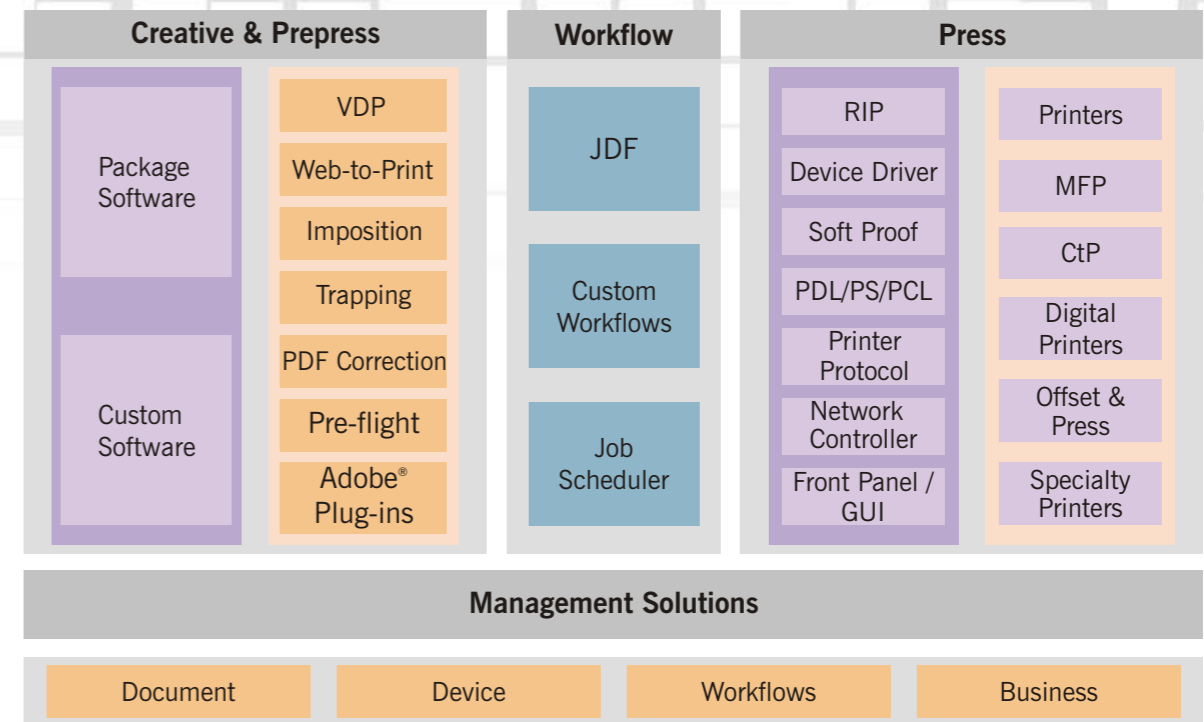 Creative & Prepress
Package
Software
Custom
Software
VDP
Web-to-Print
Imposition
Trapping
PDF Correction
Pre-flight
Adobe®
Plug-ins
Workflow
JDF
Custom
Workflows
Job
Scheduler
Press
RIP
Device Driver
Soft Proof
PDL/PS/PCL
Printer
Protocol
Network
Controller
Front Panel /
GUI
Printers
MFP
CtP
Digital
Printers
Offset &
Press
Specialty
Printers
Management Solutions
Document
Device
Workflows
Business